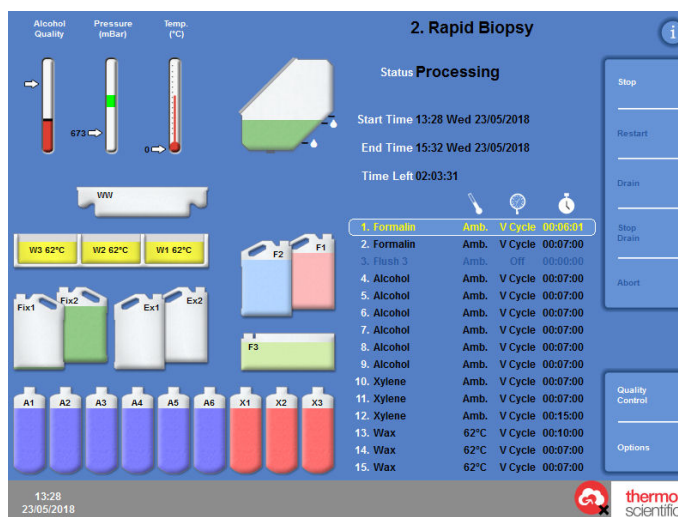 Alcohol Quality
Pressure (mBar)
Temp. (°C)
673
0
WW
W3 62°C W2 62°C W1 62°C
F2 F1
Fix1 Fix2 Ex1 Ex2
F3
A1 A2 A3 A4 A5 A6 X1 X2 X3
2. Rapid Biopsy
Status Processing
Start Time 13:28 Wed 23/05/2018
End Time 15:32 Wed 23/05/2018
Time Left 02:03:31
1. Formalin Amb. V Cycle 00:06:01
2. Formalin Amb. V Cycle 00:07:00
3. Flush 3 Amb. Off 00:00:00
4. Alcohol Amb. V Cycle 00:07:00
5. Alcohol Amb. V Cycle 00:07:00
6. Alcohol Amb. V Cycle 00:07:00
7. Alcohol Amb. V Cycle 00:07:00
8. Alcohol Amb. V Cycle 00:07:00
9. Alcohol Amb. V Cycle 00:07:00
10. Xylene Amb. V Cycle 00:07:00
11. Xylene Amb. V Cycle 00:07:00
12. Xylene Amb. V Cycle 00:15:00
13. Wax 62°C V Cycle 00:10:00
14. Wax 62°C V Cycle 00:07:00
15. Wax 62°C V Cycle 00:07:00
i
Stop
Restart
Drain
Stop
Drain
Abort
Quality
Control
Options
13:28
23/05/2018
thermo
scientific